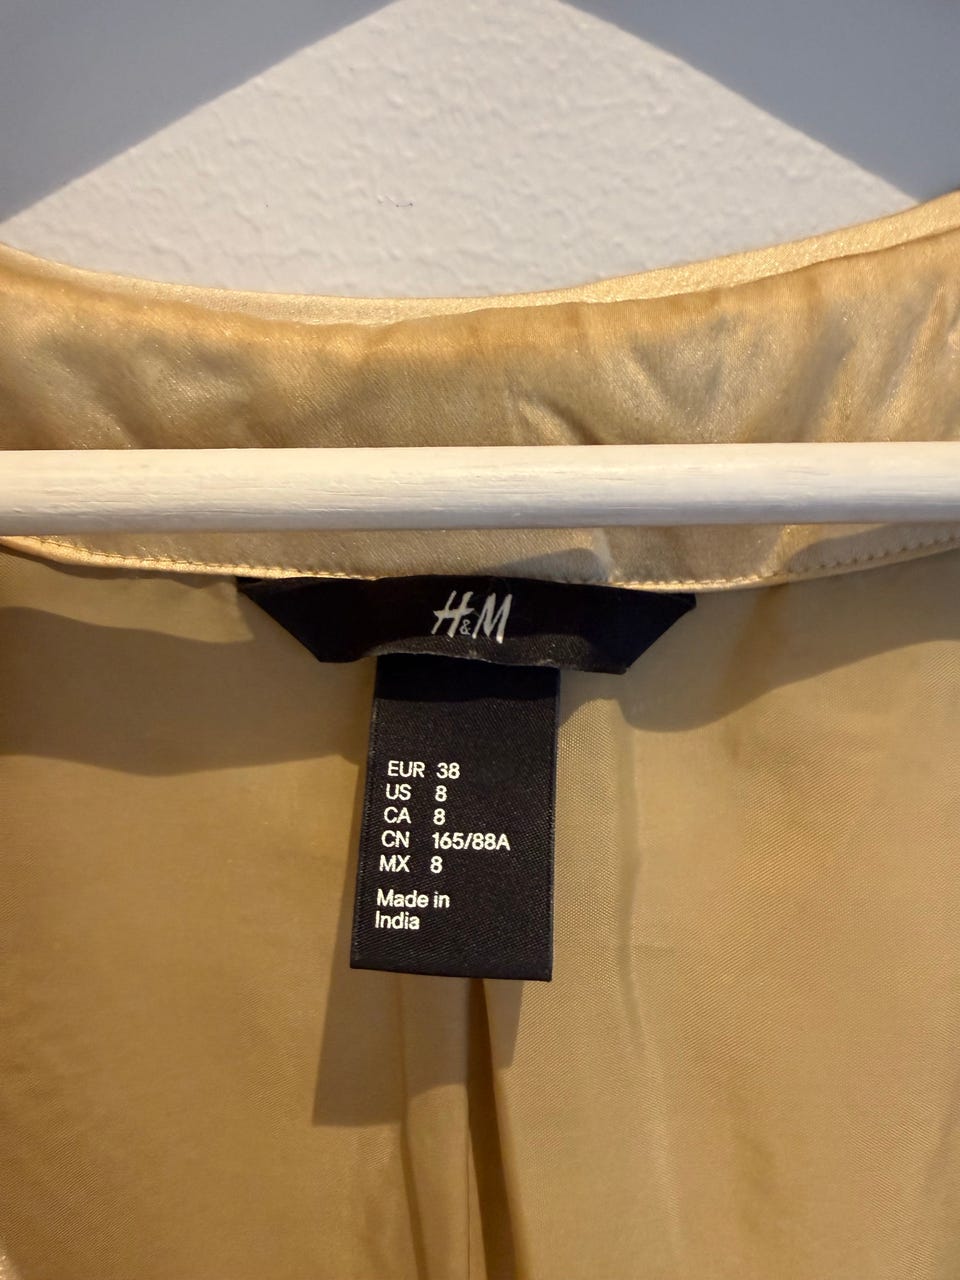 H&M
EUR 38
US 8
CA 8
CN 165/88A
MX 8
Made in
India